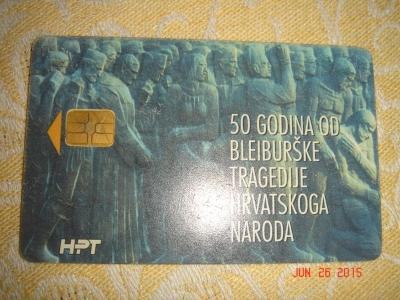 50 GODINA OD
BLEIBURŠKE
TRAGEDIJE
HRVATSKOGA
NARODA
HPT
JUN 26 2015